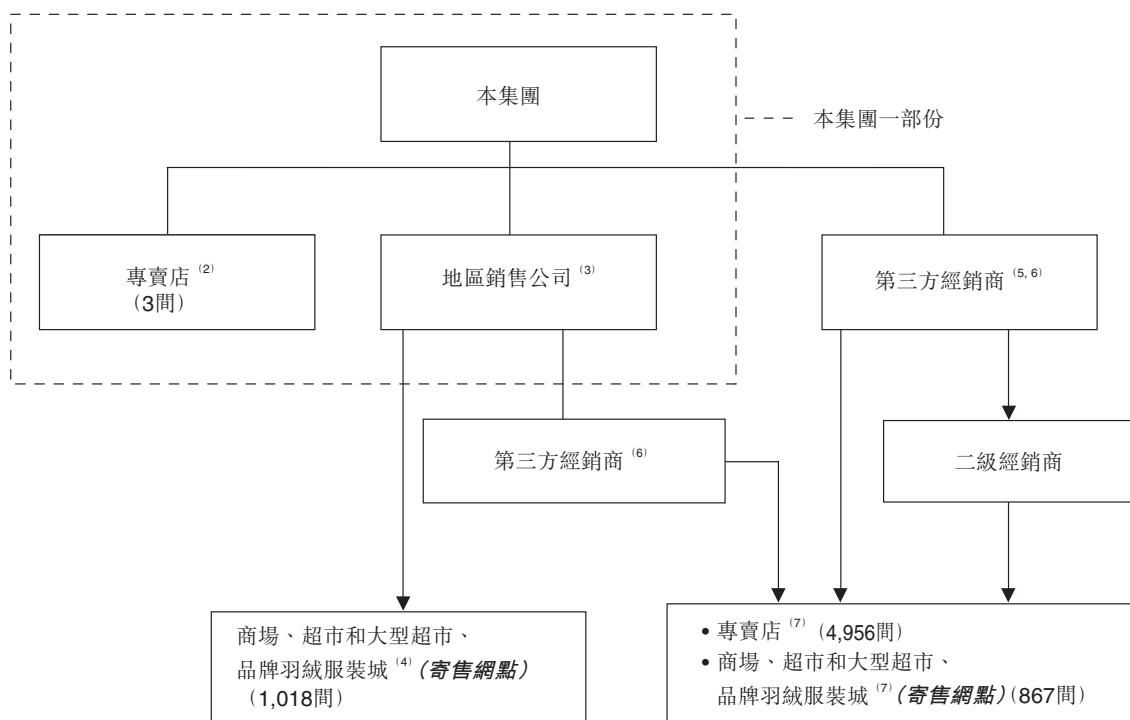 本集團
本集團一部份
專賣店 (2)
(3間)
地區銷售公司 (3)
第三方經銷商 (5, 6)
第三方經銷商 (6)
二級經銷商
商場、超市和大型超市、
品牌羽絨服裝城 (4) (寄售網點)
(1,018間)
• 專賣店 (7) (4,956間)
• 商場、超市和大型超市、
品牌羽絨服裝城 (7) (寄售網點) (867間)